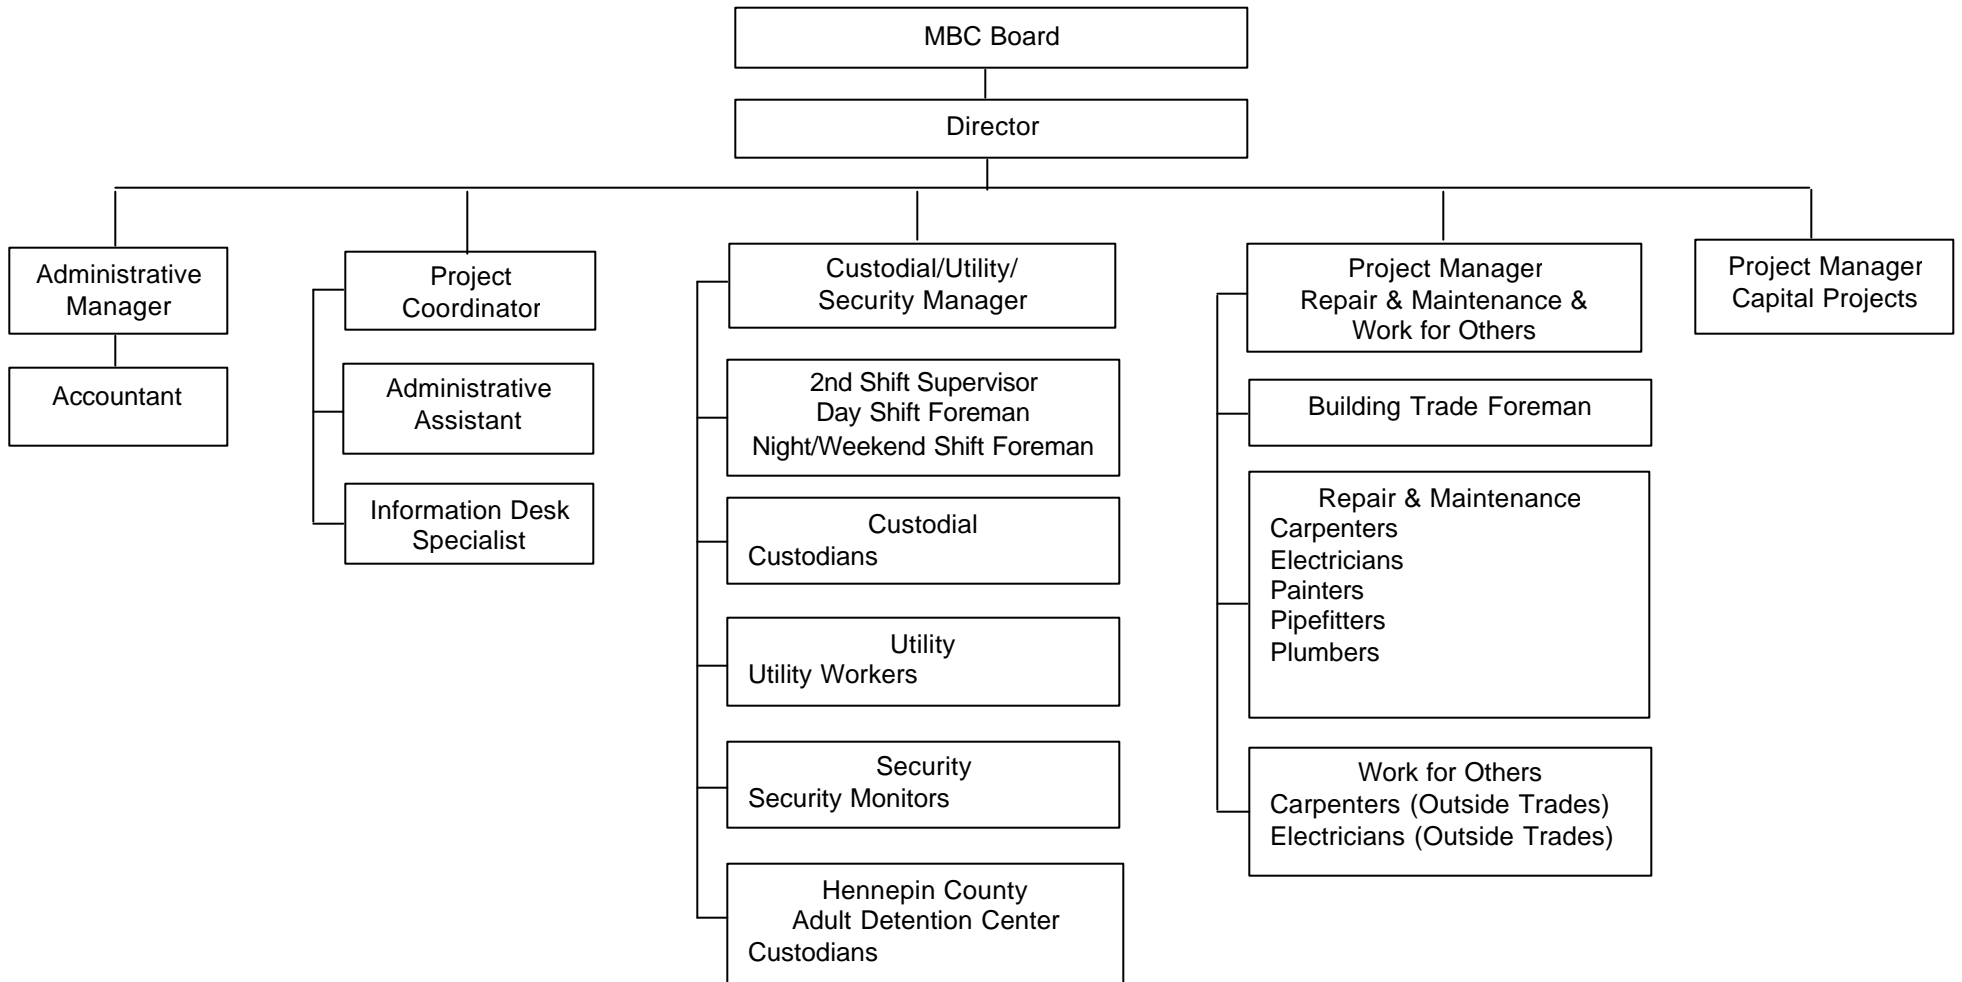 MBC Board
Director
Administrative
Manager
Accountant
Project
Coordinator
Administrative
Assistant
Information Desk
Specialist
Custodial/Utility/
Security Manager
2nd Shift Supervisor
Day Shift Foreman
Night/Weekend Shift Foreman
Custodial
Custodians
Utility
Utility Workers
Security
Security Monitors
Hennepin County
Adult Detention Center
Custodians
Project Manager
Repair & Maintenance &
Work for Others
Building Trade Foreman
Repair & Maintenance
Carpenters
Electricians
Painters
Pipefitters
Plumbers
Work for Others
Carpenters (Outside Trades)
Electricians (Outside Trades)
Project Manager
Capital Projects